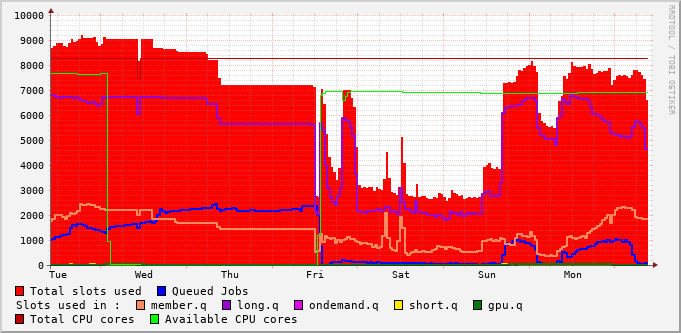 10000
9000
8000
7000
6000
5000
4000
3000
2000
1000
0
Tue Wed Thu Fri Sat Sun Mon
Total slots used Queued Jobs
Slots used in : member.q long.q ondemand.q short.q gpu.q
Total CPU cores Available CPU cores
RRDTOOL / TOBI OETIKER